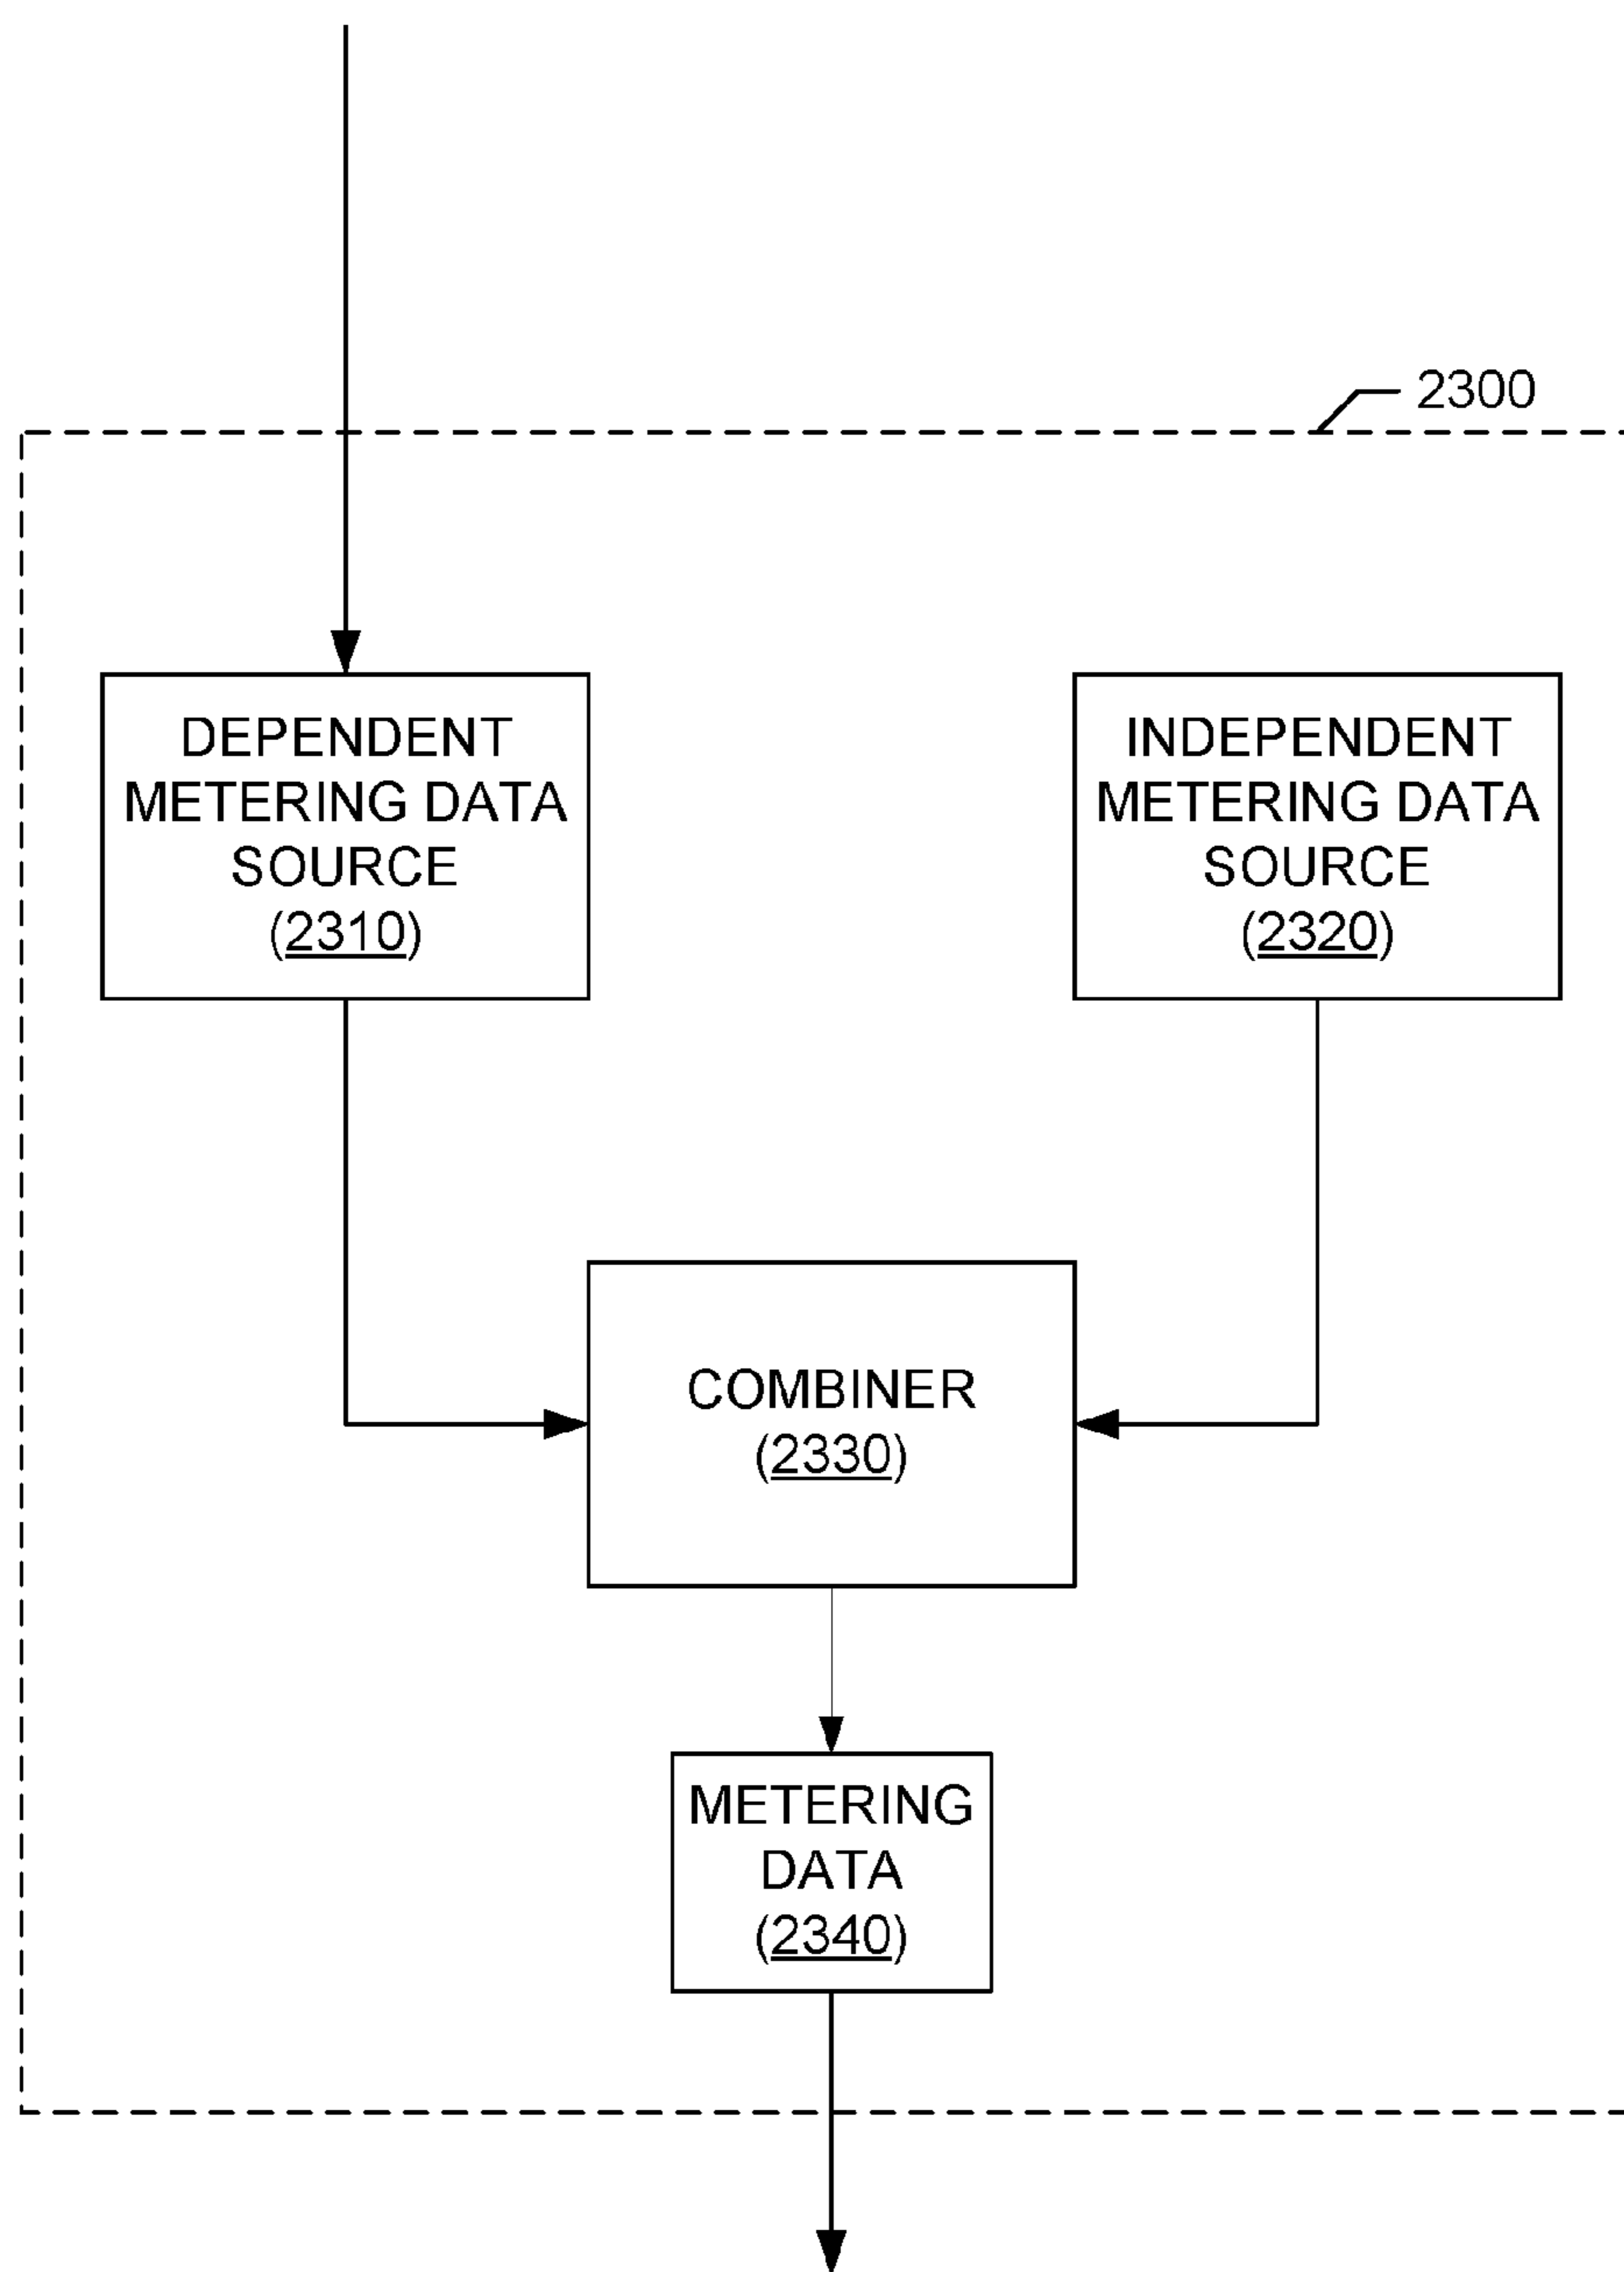 2300
DEPENDENT
METERING DATA
SOURCE
(2310)
INDEPENDENT
METERING DATA
SOURCE
(2320)
COMBINER
(2330)
METERING
DATA
(2340)